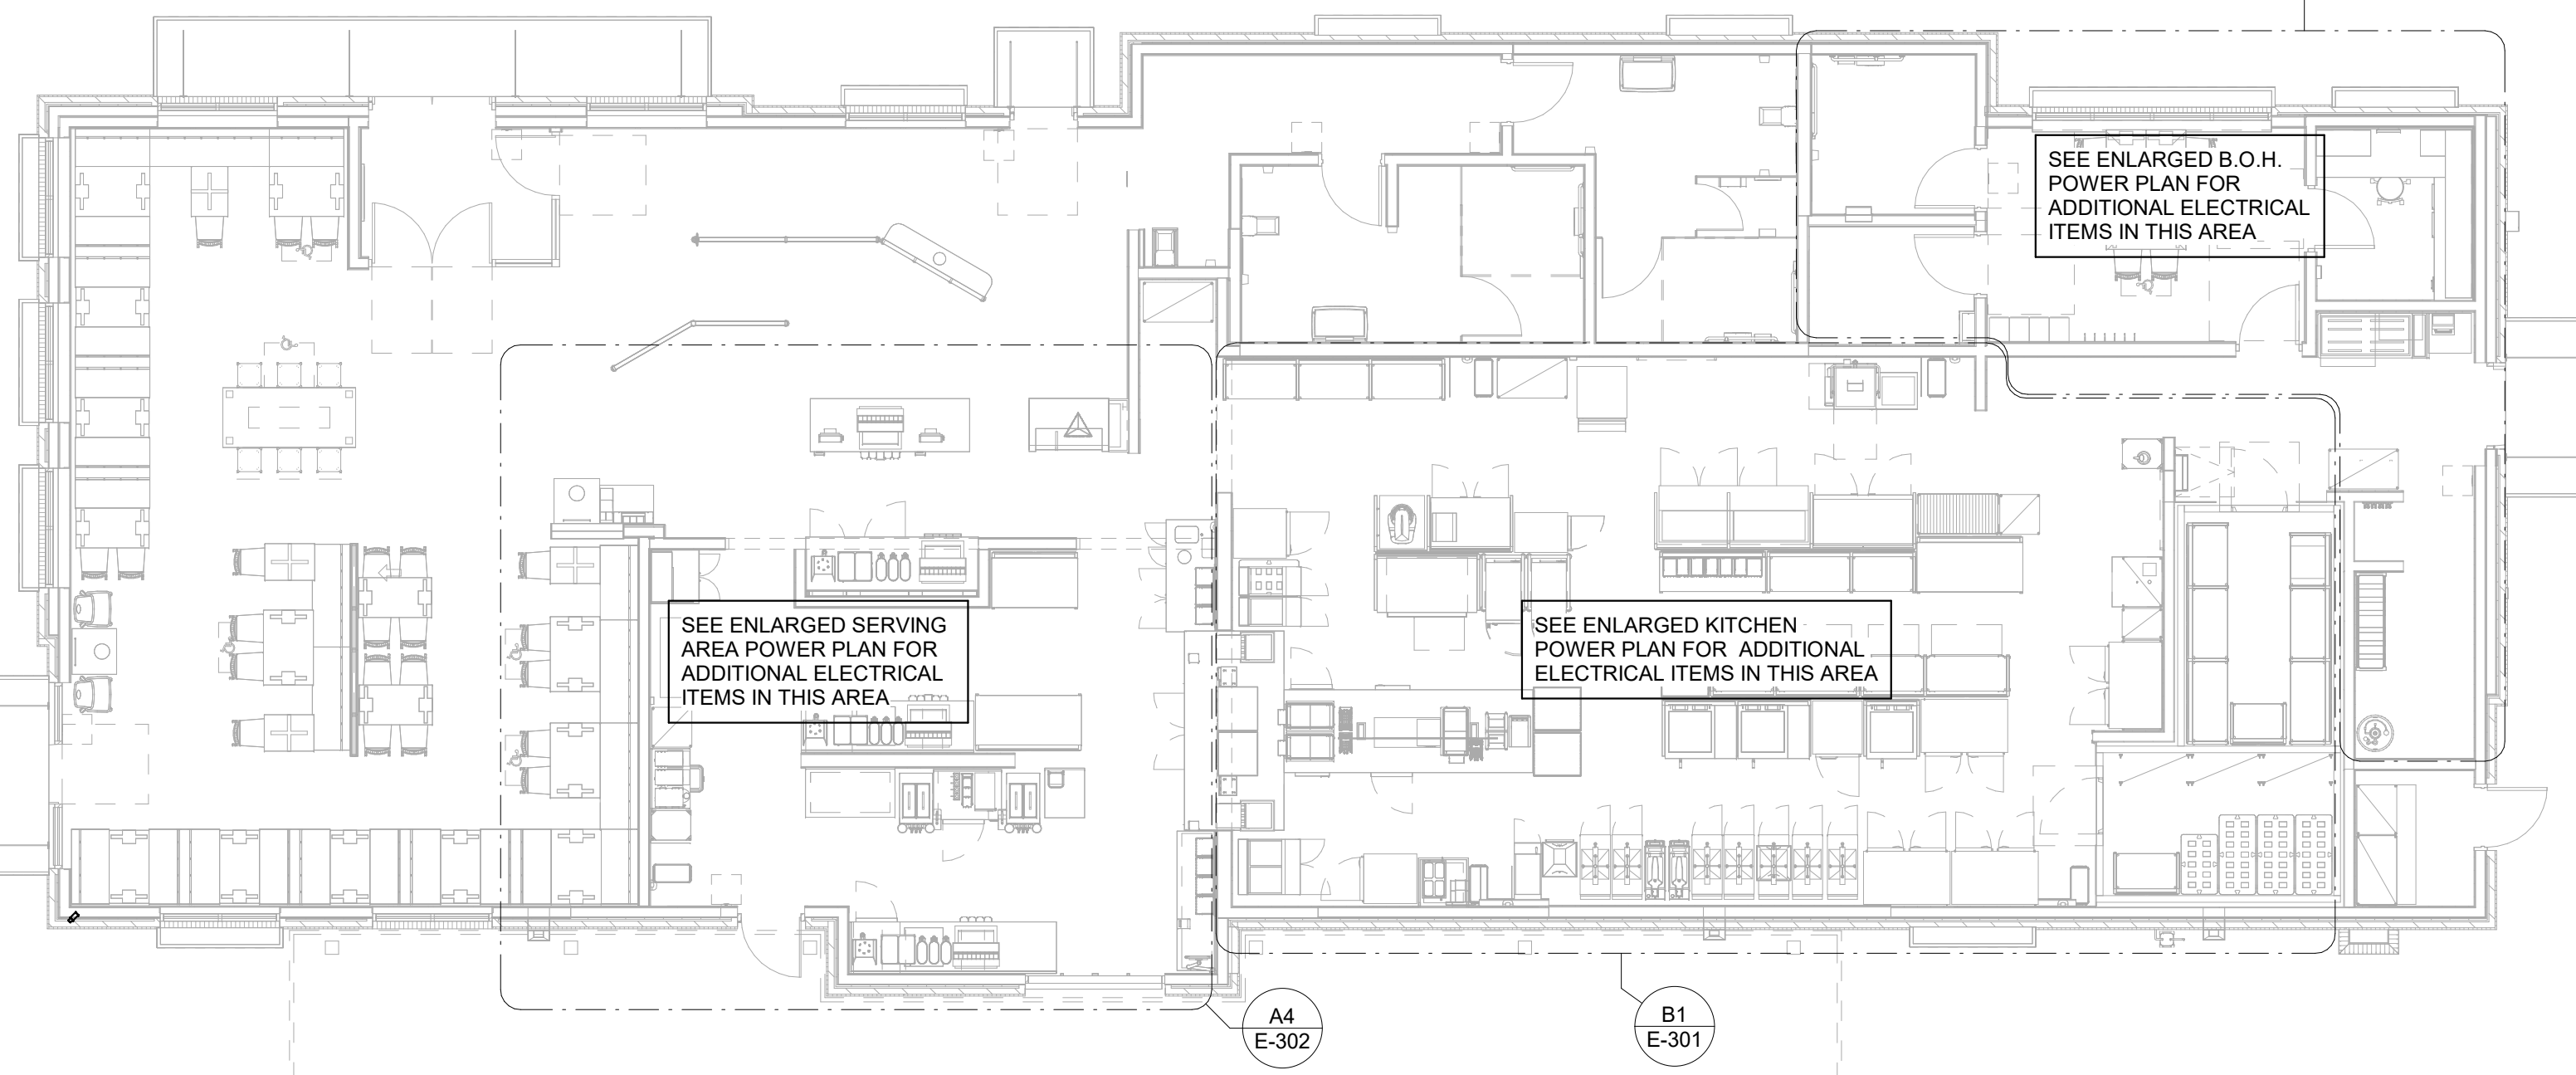 SEE ENLARGED B.O.H.
POWER PLAN FOR
ADDITIONAL ELECTRICAL
ITEMS IN THIS AREA
SEE ENLARGED SERVING
AREA POWER PLAN FOR
ADDITIONAL ELECTRICAL
ITEMS IN THIS AREA
SEE ENLARGED KITCHEN
POWER PLAN FOR ADDITIONAL
ELECTRICAL ITEMS IN THIS AREA
A4
E-302
B1
E-301